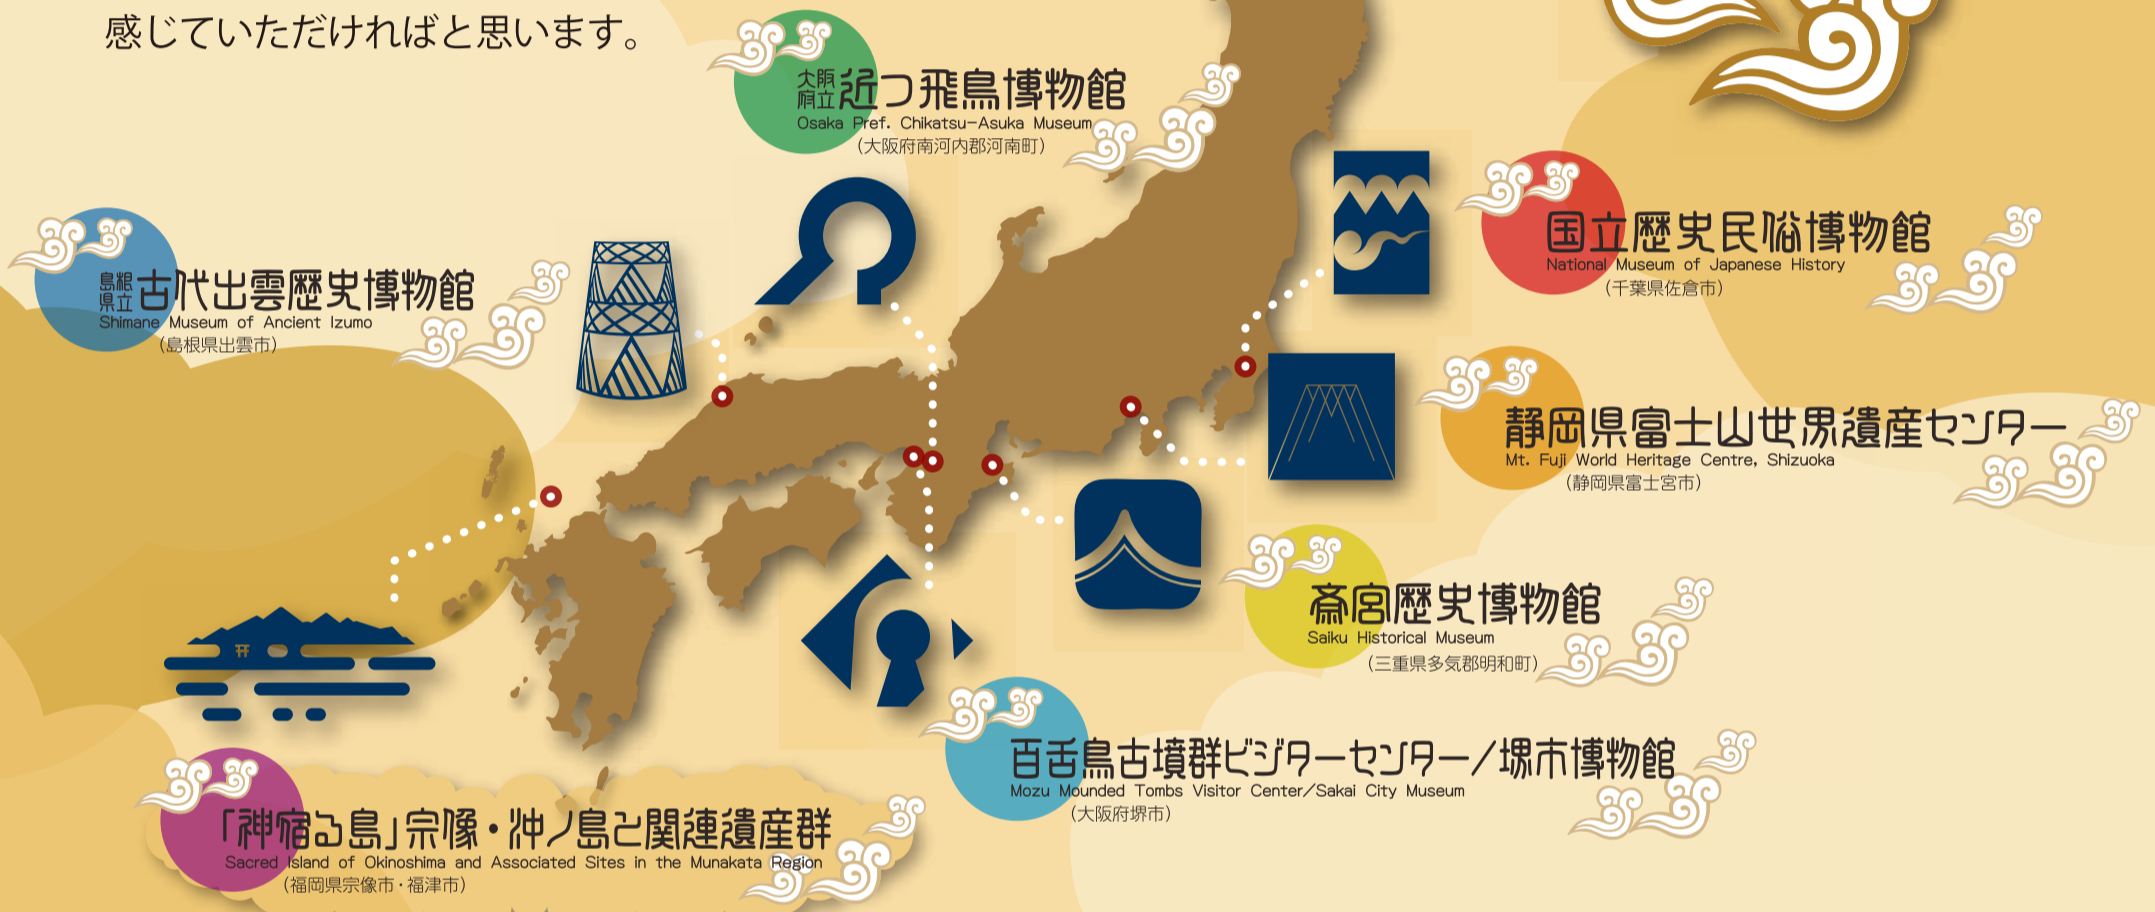 感じていただければと思います。
大阪府立近つ飛鳥博物館
Osaka Pref. Chikatsu-Asuka Museum
（大阪府南河内郡河南町）
国立歴史民俗博物館
National Museum of Japanese History
（千葉県佐倉市）
島根県立古代出雲歴史博物館
Shimane Museum of Ancient Izumo
（島根県出雲市）
静岡県富士山世界遺産センター
Mt. Fuji World Heritage Centre, Shizuoka
（静岡県富士宮市）
斎宮歴史博物館
Saiku Historical Museum
（三重県多気郡明和町）
百舌鳥古墳群ビジターセンター/堺市博物館
Mozu Mounded Tombs Visitor Center/Sakai City Museum
（大阪府堺市）
「神宿る島」宗像・沖ノ島と関連遺産群
Sacred Island of Okinoshima and Associated Sites in the Munakata Region
（福岡県宗像市・福津市）